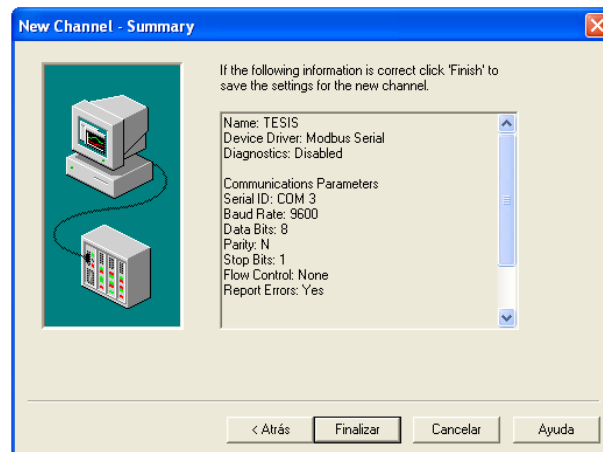 New Channel - Summary
If the following information is correct click 'Finish' to
save the settings for the new channel.
Name: TESIS
Device Driver: Modbus Serial
Diagnostics: Disabled
Communications Parameters
Serial ID: COM 3
Baud Rate: 9600
Data Bits: 8
Parity: N
Stop Bits: 1
Flow Control: None
Report Errors: Yes
< Atrás Finalizar Cancelar Ayuda